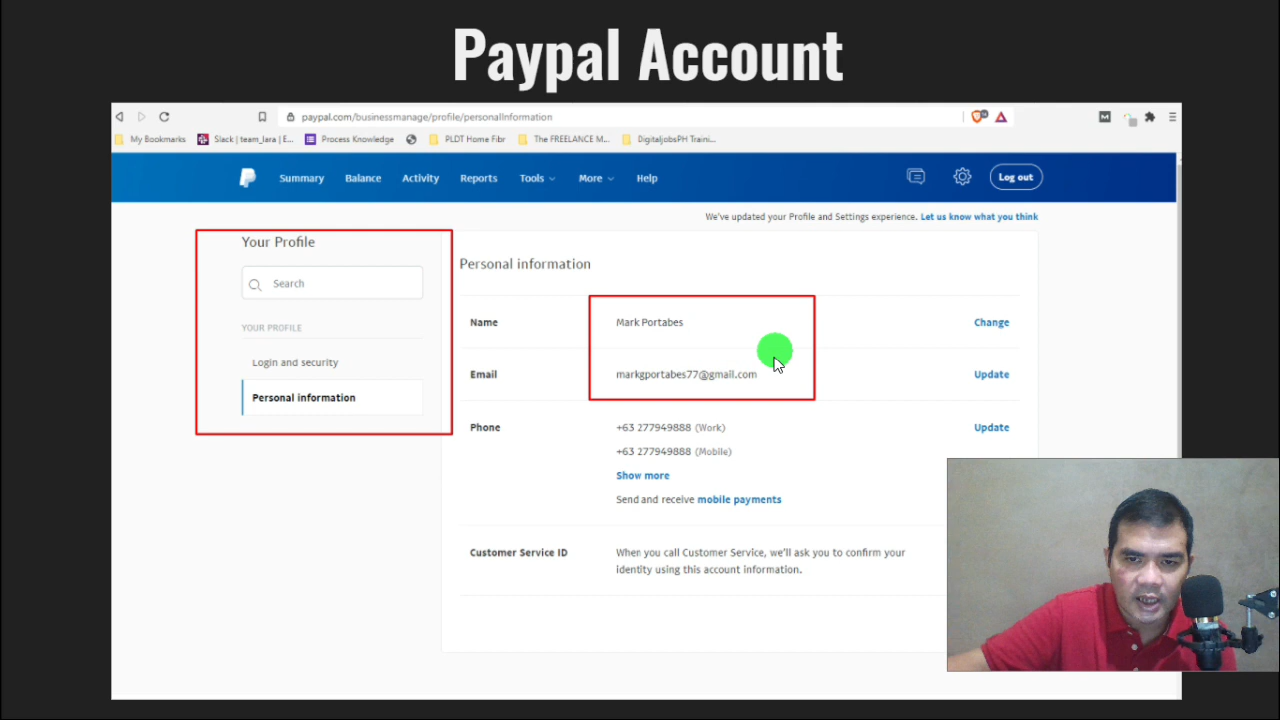 Paypal Account
paypal.com/businessmanage/profile/personalInformation
My Bookmarks Slack | team_lara | E... Process Knowledge PLDT Home Fibr The FREELANCE M... DigitaljobsPH Traini...
Summary Balance Activity Reports Tools More Help Log out
We've updated your Profile and Settings experience. Let us know what you think
Your Profile
Search
YOUR PROFILE
Login and security
Personal information
Personal information
Name Mark Portabes Change
Email markgportabes77@gmail.com Update
Phone +63 277949888 (Work) Update
+63 277949888 (Mobile)
Show more
Send and receive mobile payments
Customer Service ID When you call Customer Service, we'll ask you to confirm your
identity using this account information.